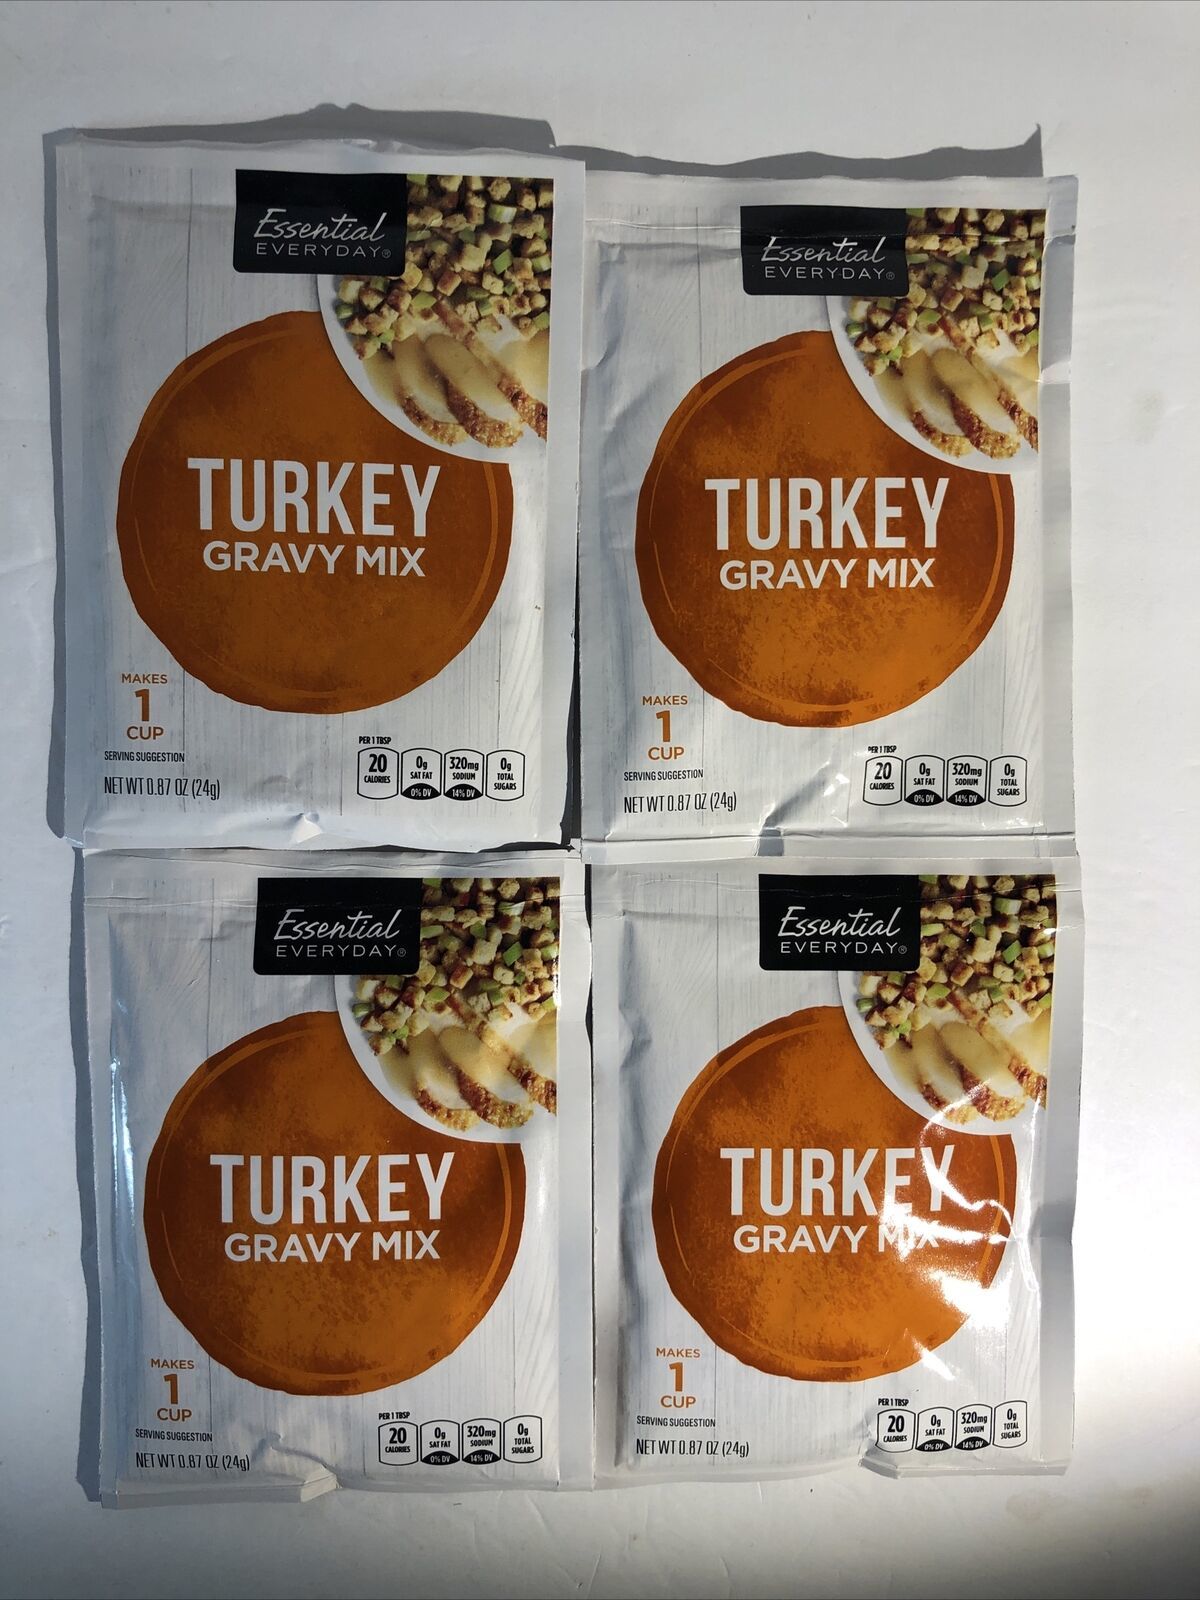 Essential
EVERYDAY®
TURKEY
GRAVY MIX
MAKES
1
CUP
SERVING SUGGESTION
NET WT 0.87 OZ (24g)
PER 1 TBSP
20
CALORIES
0g
SAT FAT
0% DV
320mg
SODIUM
14% DV
0g
TOTAL
SUGARS
Essential
EVERYDAY®
TURKEY
GRAVY MIX
MAKES
1
CUP
SERVING SUGGESTION
NET WT 0.87 OZ (24g)
PER 1 TBSP
20
CALORIES
0g
SAT FAT
0% DV
320mg
SODIUM
14% DV
0g
TOTAL
SUGARS
Essential
EVERYDAY®
TURKEY
GRAVY MIX
MAKES
1
CUP
SERVING SUGGESTION
NET WT 0.87 OZ (24g)
PER 1 TBSP
20
CALORIES
0g
SAT FAT
0% DV
320mg
SODIUM
14% DV
0g
TOTAL
SUGARS
Essential
EVERYDAY®
TURKEY
GRAVY MIX
MAKES
1
CUP
SERVING SUGGESTION
NET WT 0.87 OZ (24g)
PER 1 TBSP
20
CALORIES
0g
SAT FAT
0% DV
320mg
SODIUM
14% DV
0g
TOTAL
SUGARS